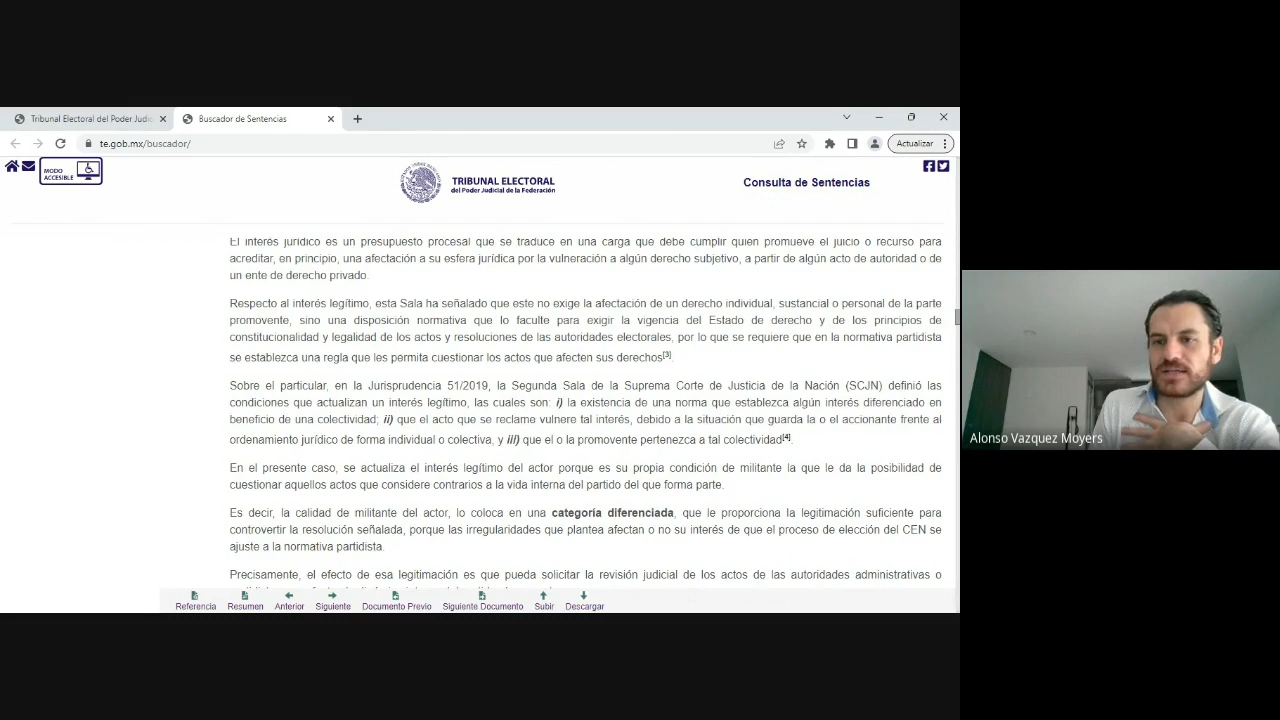 Tribunal Electoral del Poder Judic
Buscador de Sentencias
te.gob.mx/buscador/
Actualizar
MODO
ACCESIBLE
TRIBUNAL ELECTORAL
del Poder Judicial de la Federación
Consulta de Sentencias
El interés jurídico es un presupuesto procesal que se traduce en una carga que debe cumplir quien promueve el juicio o recurso para
acreditar, en principio, una afectación a su esfera jurídica por la vulneración a algún derecho subjetivo, a partir de algún acto de autoridad o de
un ente de derecho privado.
Respecto al interés legítimo, esta Sala ha señalado que este no exige la afectación de un derecho individual, sustancial o personal de la parte
promovente, sino una disposición normativa que lo faculte para exigir la vigencia del Estado de derecho y de los principios de
constitucionalidad y legalidad de los actos y resoluciones de las autoridades electorales, por lo que se requiere que en la normativa partidista
se establezca una regla que les permita cuestionar los actos que afecten sus derechos[3].
Sobre el particular, en la Jurisprudencia 51/2019, la Segunda Sala de la Suprema Corte de Justicia de la Nación (SCJN) definió las
condiciones que actualizan un interés legítimo, las cuales son: i) la existencia de una norma que establezca algún interés diferenciado en
beneficio de una colectividad; ii) que el acto que se reclame vulnere tal interés, debido a la situación que guarda la o el accionante frente al
ordenamiento jurídico de forma individual o colectiva, y iii) que el o la promovente pertenezca a tal colectividad[4].
En el presente caso, se actualiza el interés legítimo del actor porque es su propia condición de militante la que le da la posibilidad de
cuestionar aquellos actos que considere contrarios a la vida interna del partido del que forma parte.
Es decir, la calidad de militante del actor, lo coloca en una categoría diferenciada, que le proporciona la legitimación suficiente para
controvertir la resolución señalada, porque las irregularidades que plantea afectan o no su interés de que el proceso de elección del CEN se
ajuste a la normativa partidista.
Precisamente, el efecto de esa legitimación es que pueda solicitar la revisión judicial de los actos de las autoridades administrativas o
Referencia Resumen Anterior Siguiente Documento Previo Siguiente Documento Subir Descargar
Alonso Vazquez Moyers